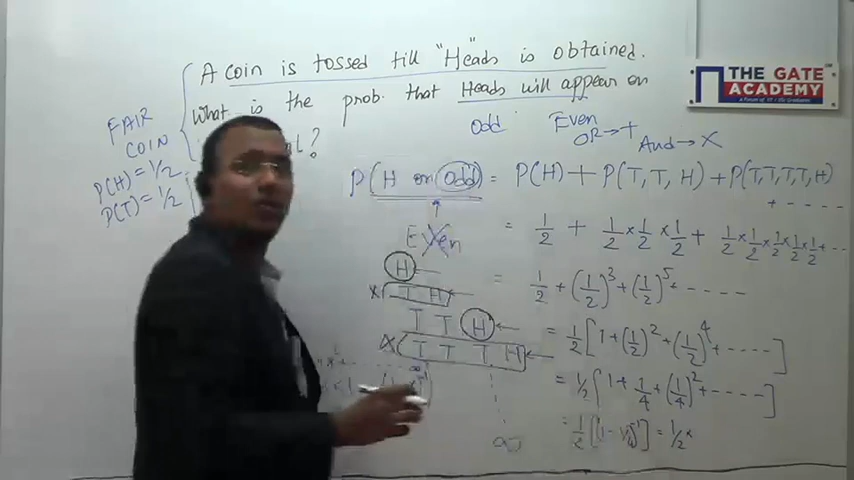 A coin is tossed till "Heads" is obtained.
What is the prob. that Heads will appear on
odd
?
FAIR
COIN
P(H) = 1/2
P(T) = 1/2
Even
OR → +
And → X
THE GATE
ACADEMY
P(H on odd) = P(H) + P(T, T, H) + P(T,T,T,T,H)
+ - - - -
Even
= 1/2 + 1/2 × 1/2 × 1/2 + 1/2 × 1/2 × 1/2 × 1/2 × 1/2 + - -
H
= 1/2 + (1/2)^3 + (1/2)^5 + - - - -
X T H
T T H
= 1/2 [ 1 + (1/2)^2 + (1/2)^4 + - - - - ]
X T T T H
= 1/2 [ 1 + 1/4 + (1/4)^2 + - - - - ]
= 1/2 [(1 - 1/4)^-1] = 1/2 x